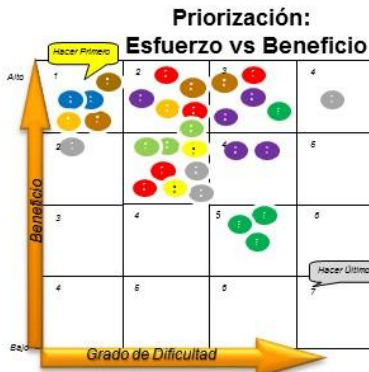 Priorización:
Esfuerzo vs Beneficio
Hacer Primero
Alto
1
2
3
4
2
4
5
3
4
5
6
Hacer Último
4
5
6
7
Beneficio
Bajo
Grado de Dificultad